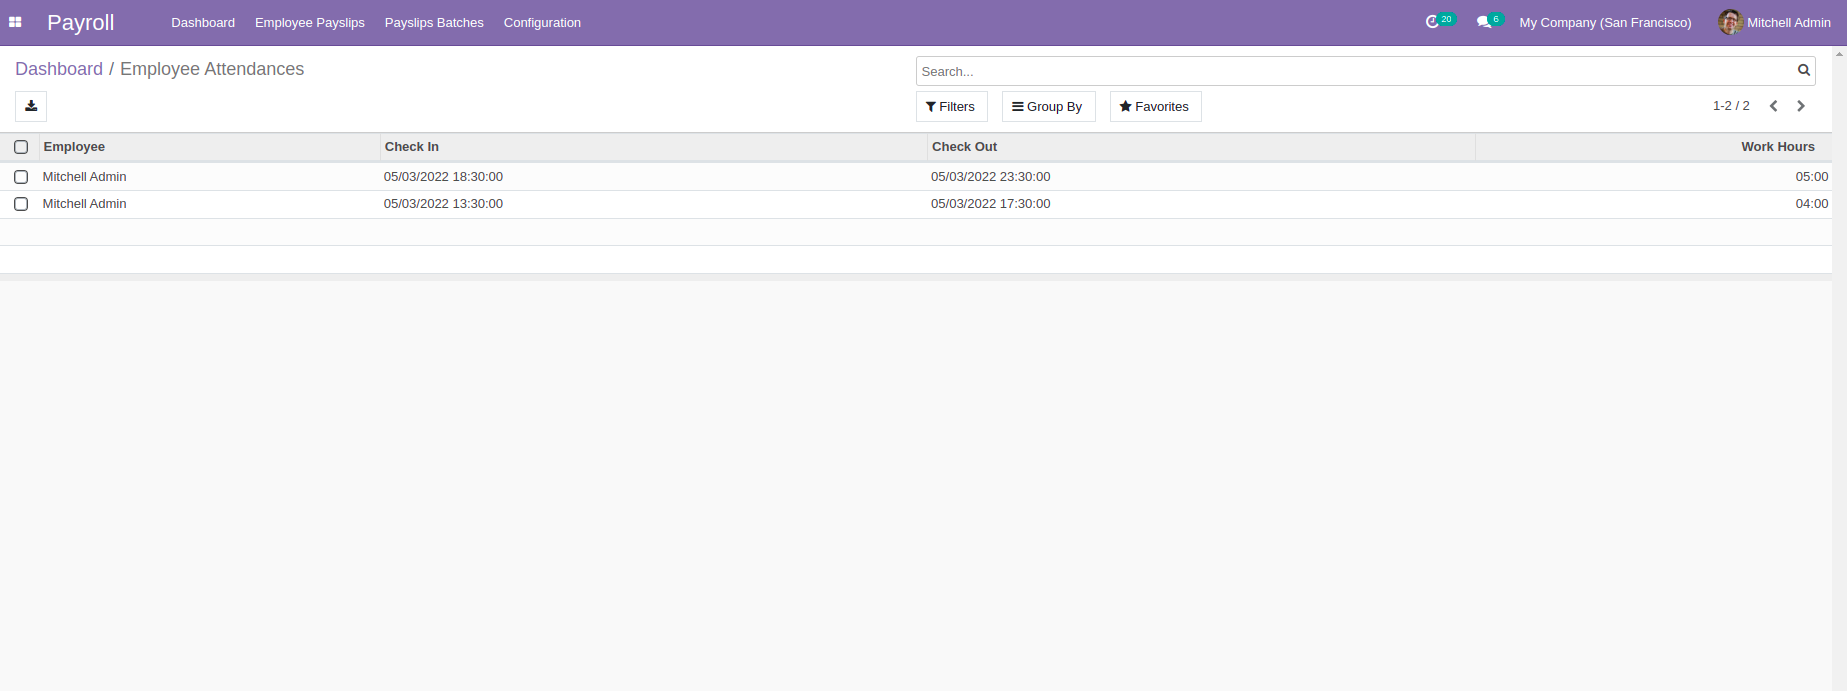 Payroll Dashboard Employee Payslips Payslips Batches Configuration 20 6 My Company (San Francisco) Mitchell Admin
Dashboard / Employee Attendances
Search...
Filters Group By Favorites 1-2 / 2
Employee Check In Check Out Work Hours
Mitchell Admin 05/03/2022 18:30:00 05/03/2022 23:30:00 05:00
Mitchell Admin 05/03/2022 13:30:00 05/03/2022 17:30:00 04:00